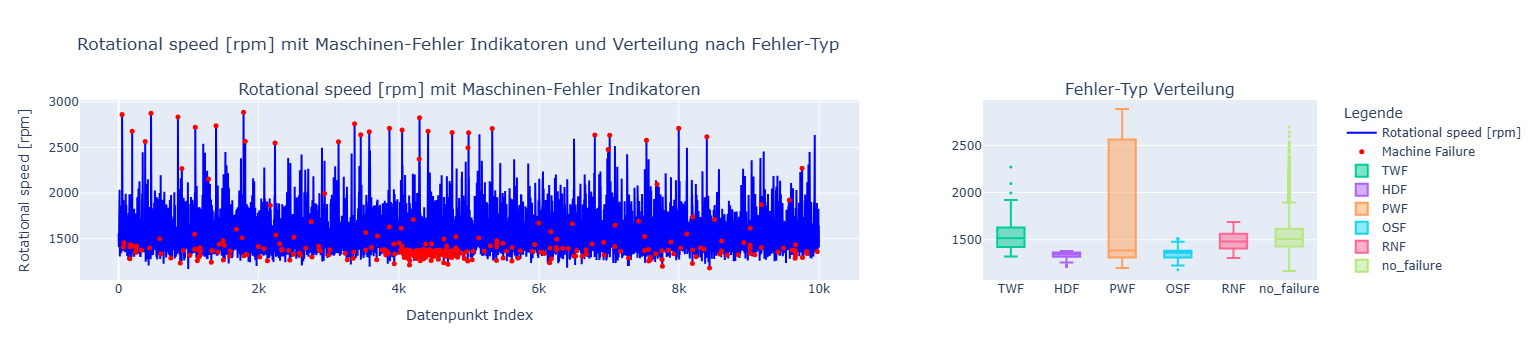 Rotational speed [rpm] mit Maschinen-Fehler Indikatoren und Verteilung nach Fehler-Typ
Rotational speed [rpm] mit Maschinen-Fehler Indikatoren
Rotational speed [rpm]
3000
2500
2000
1500
0
2k
4k
6k
8k
10k
Datenpunkt Index
Fehler-Typ Verteilung
2500
2000
1500
TWF
HDF
PWF
OSF
RNF
no_failure
Legende
Rotational speed [rpm]
Machine Failure
TWF
HDF
PWF
OSF
RNF
no_failure